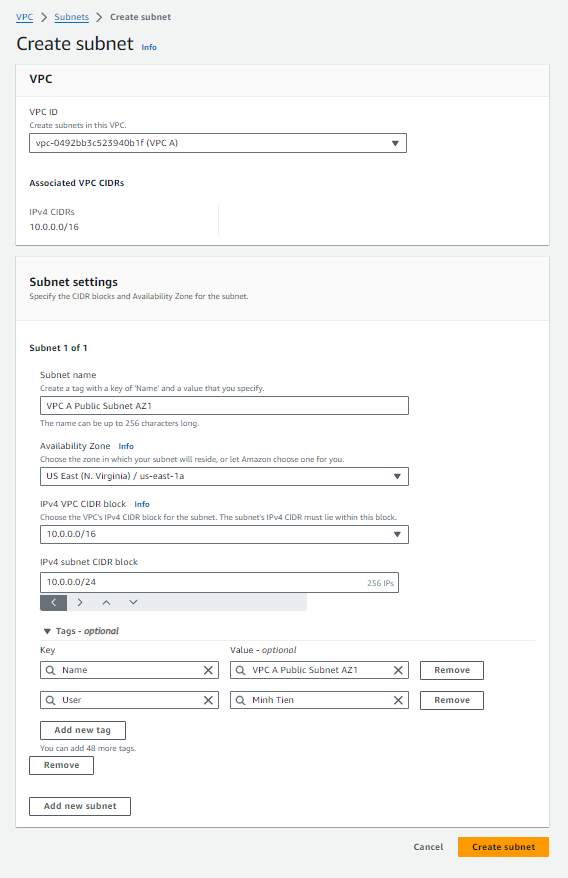 VPC > Subnets > Create subnet
Create subnet Info
VPC
VPC ID
Create subnets in this VPC.
vpc-0492bb3c523940b1f (VPC A)
Associated VPC CIDRs
IPv4 CIDRs
10.0.0.0/16
Subnet settings
Specify the CIDR blocks and Availability Zone for the subnet.
Subnet 1 of 1
Subnet name
Create a tag with a key of 'Name' and a value that you specify.
VPC A Public Subnet AZ1
The name can be up to 256 characters long.
Availability Zone Info
Choose the zone in which your subnet will reside, or let Amazon choose one for you.
US East (N. Virginia) / us-east-1a
IPv4 VPC CIDR block Info
Choose the VPC's IPv4 CIDR block for the subnet. The subnet's IPv4 CIDR must lie within this block.
10.0.0.0/16
IPv4 subnet CIDR block
10.0.0.0/24 256 IPs
Tags - optional
Key Value - optional
Name VPC A Public Subnet AZ1 Remove
User Minh Tien Remove
Add new tag
You can add 48 more tags.
Remove
Add new subnet
Cancel Create subnet